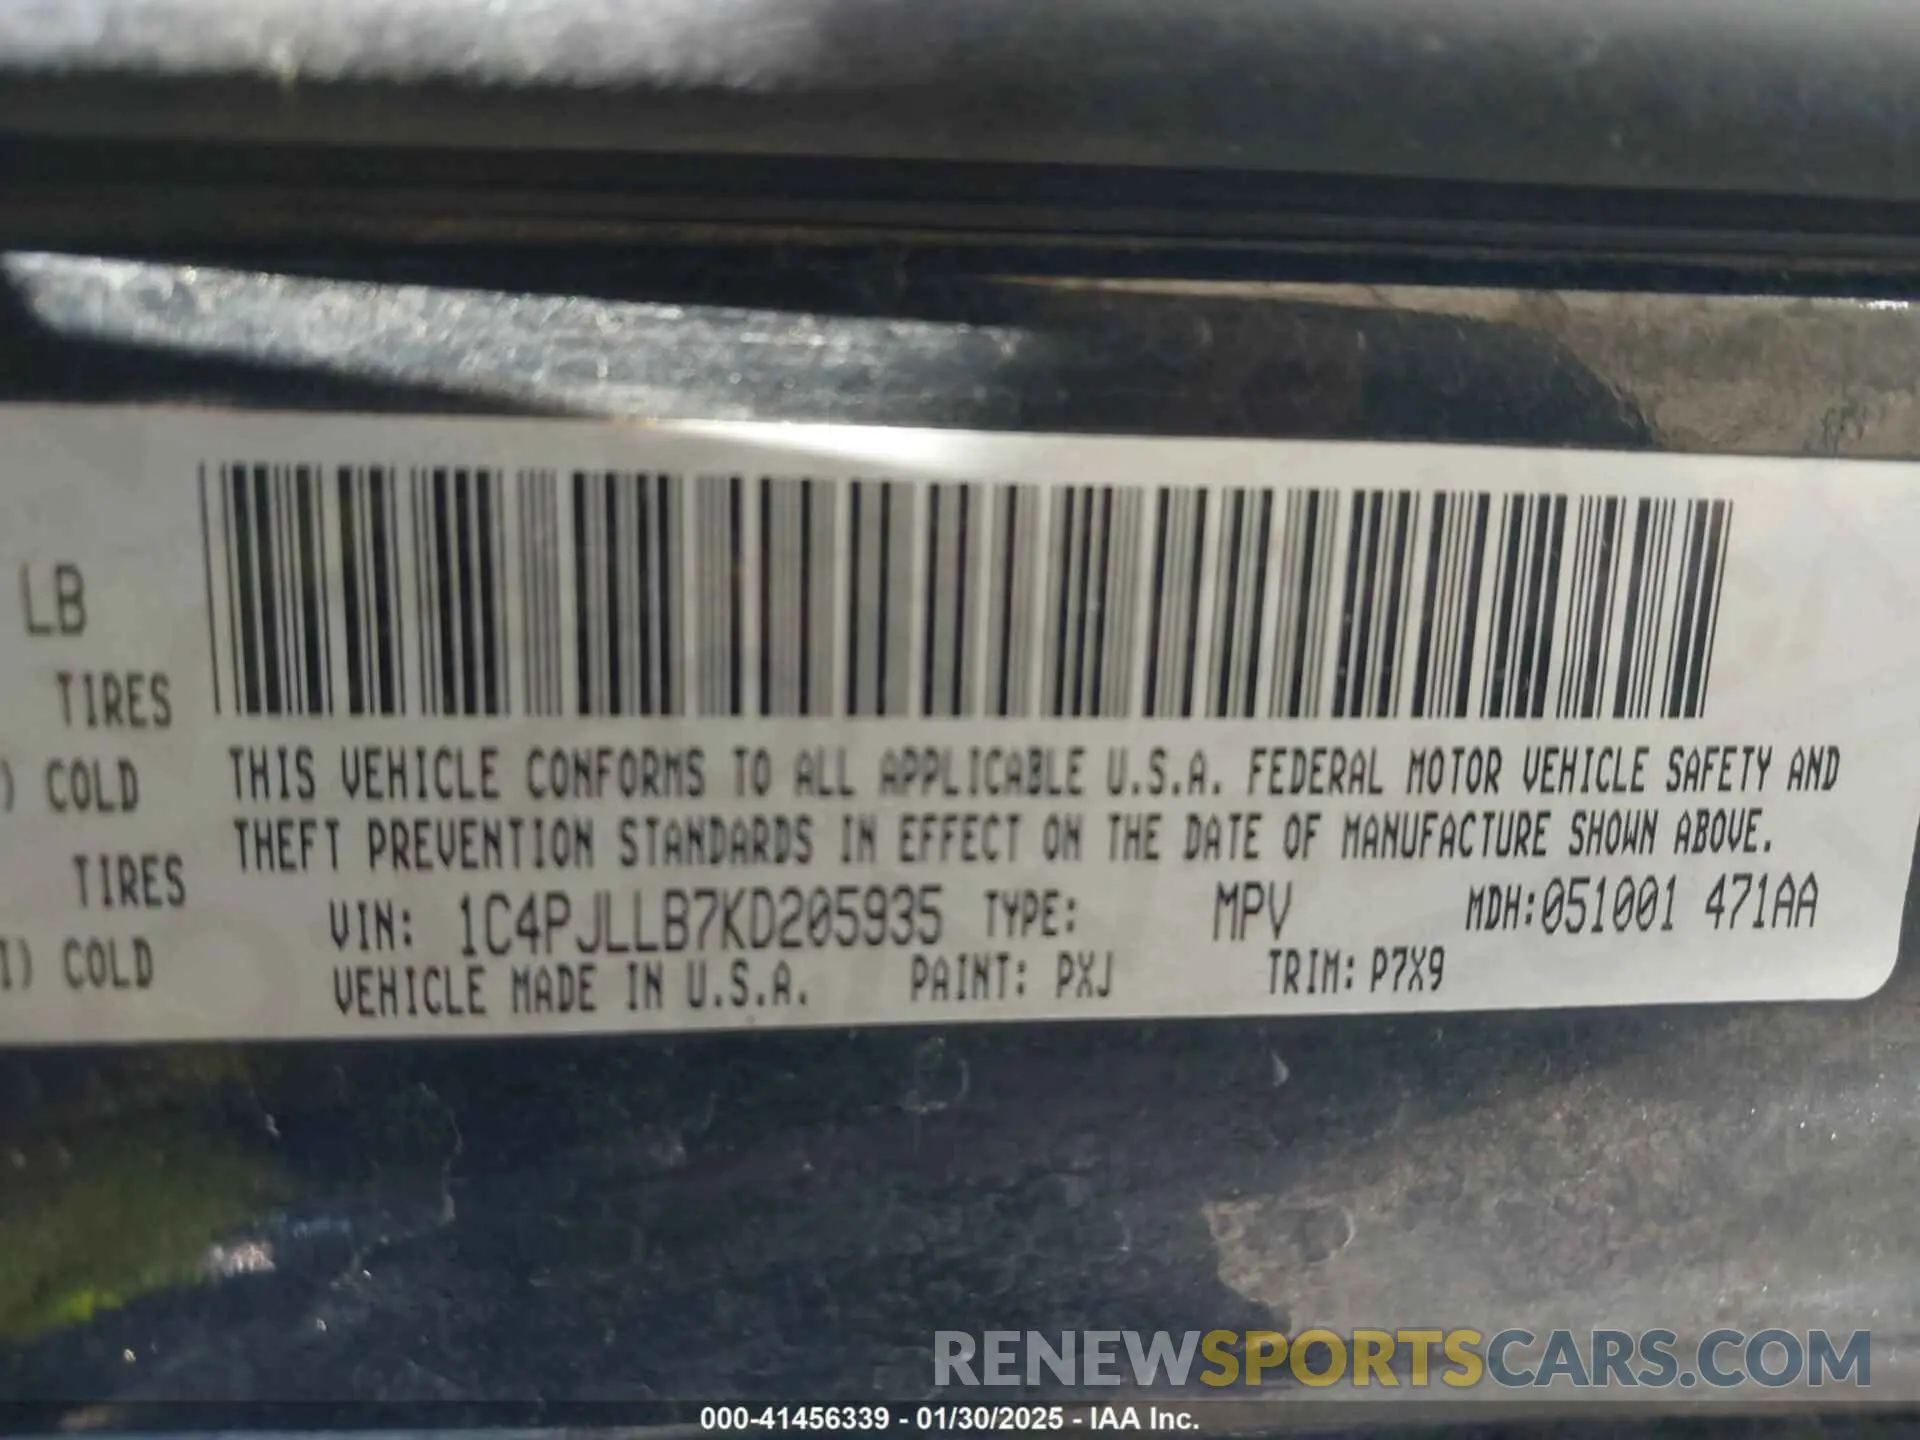 LB
TIRES
) COLD
TIRES
1) COLD
THIS VEHICLE CONFORMS TO ALL APPLICABLE U.S.A. FEDERAL MOTOR VEHICLE SAFETY AND
THEFT PREVENTION STANDARDS IN EFFECT ON THE DATE OF MANUFACTURE SHOWN ABOVE.
VIN: 1C4PJLLB7KD205935 TYPE: MPV MDH:051001 471AA
VEHICLE MADE IN U.S.A. PAINT: PXJ TRIM: P7X9
RENEWSPORTSCARS.COM
000-41456339 - 01/30/2025 - IAA Inc.